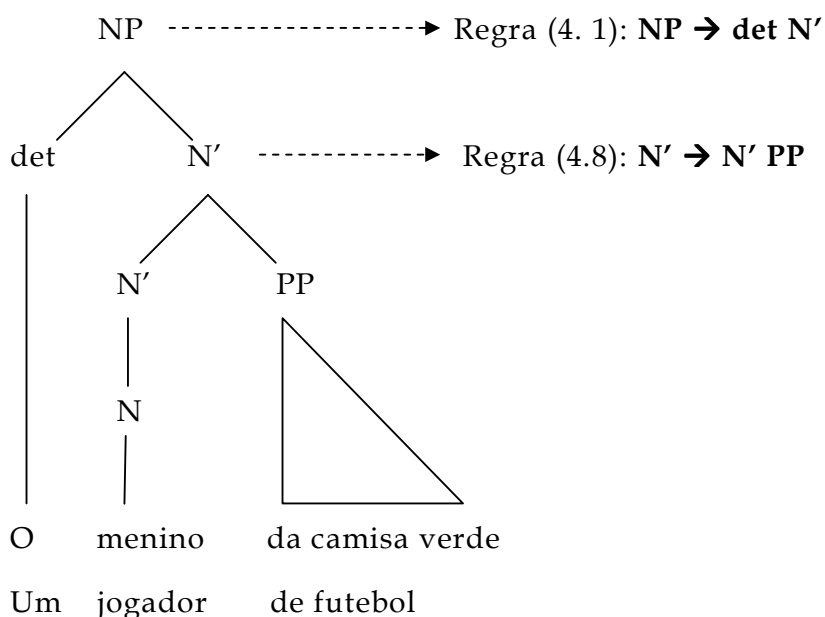 NP Regra (4. 1): NP → det N’
det N’ Regra (4.8): N’ → N’ PP
N’ PP
N
O menino da camisa verde
Um jogador de futebol